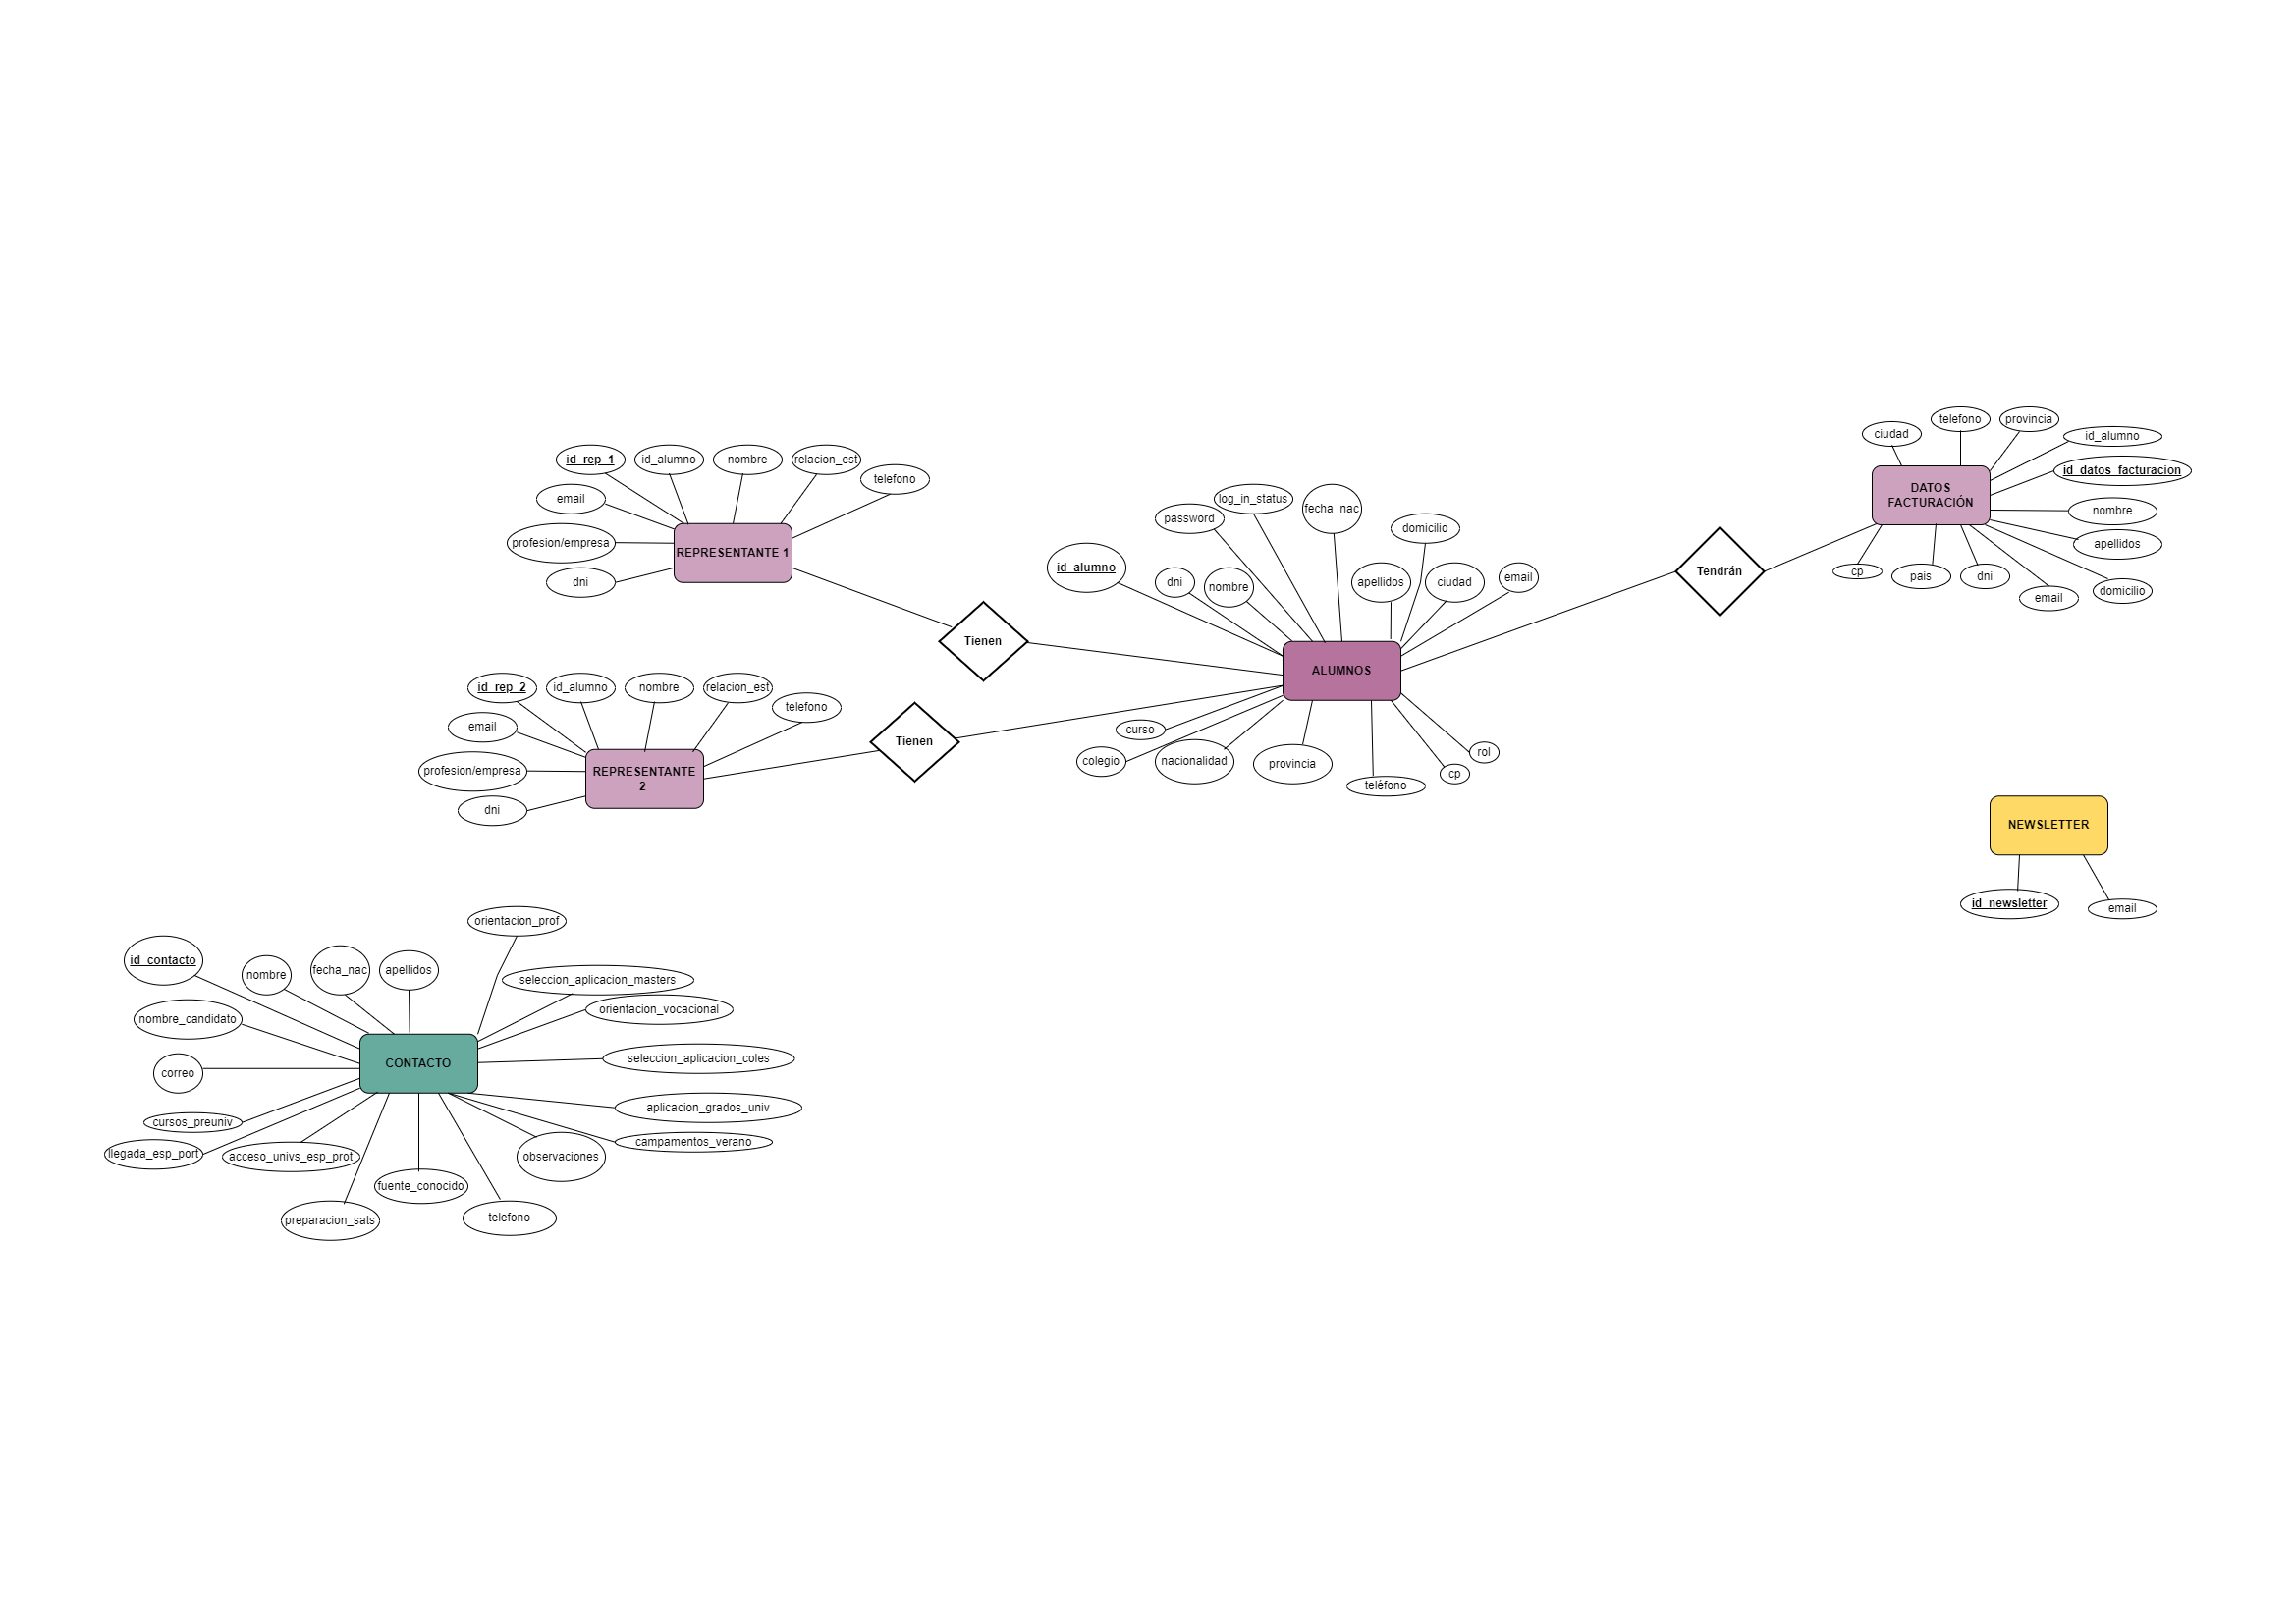 ciudad
telefono
provincia
id_alumno
id_datos_facturacion
DATOS
FACTURACIÓN
nombre
apellidos
cp
pais
dni
email
domicilio
id_rep_1
id_alumno
nombre
relacion_est
telefono
email
profesion/empresa
dni
REPRESENTANTE 1
Tienen
log_in_status
fecha_nac
password
domicilio
id_alumno
dni
nombre
apellidos
ciudad
email
Tendrán
ALUMNOS
curso
colegio
nacionalidad
provincia
teléfono
cp
rol
id_rep_2
id_alumno
nombre
relacion_est
telefono
email
profesion/empresa
dni
REPRESENTANTE
2
Tienen
NEWSLETTER
id_newsletter
email
orientacion_prof
id_contacto
nombre
fecha_nac
apellidos
seleccion_aplicacion_masters
orientacion_vocacional
nombre_candidato
CONTACTO
seleccion_aplicacion_coles
correo
aplicacion_grados_univ
cursos_preuniv
campamentos_verano
llegada_esp_port
acceso_univs_esp_prot
observaciones
fuente_conocido
preparacion_sats
telefono